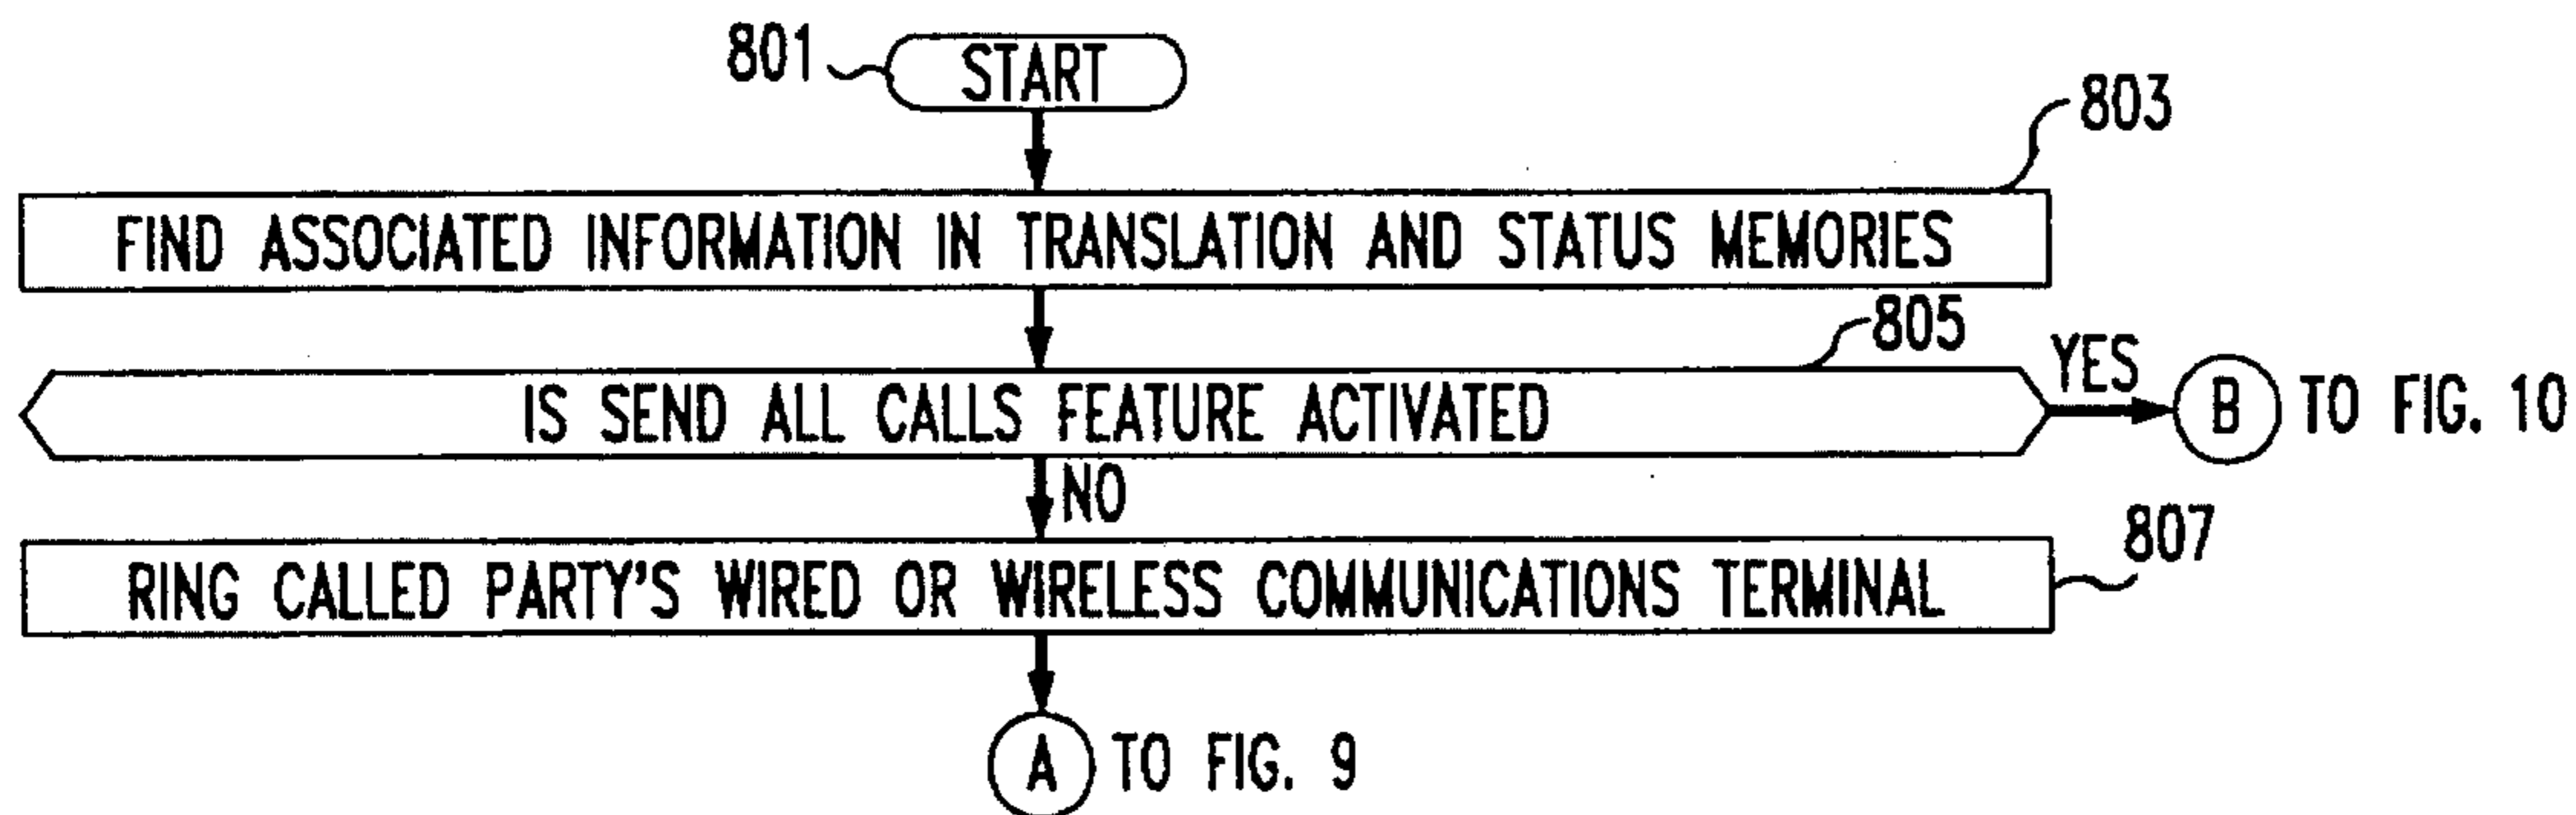 801
START
803
FIND ASSOCIATED INFORMATION IN TRANSLATION AND STATUS MEMORIES
805
IS SEND ALL CALLS FEATURE ACTIVATED
YES
B TO FIG. 10
NO
807
RING CALLED PARTY'S WIRED OR WIRELESS COMMUNICATIONS TERMINAL
A TO FIG. 9